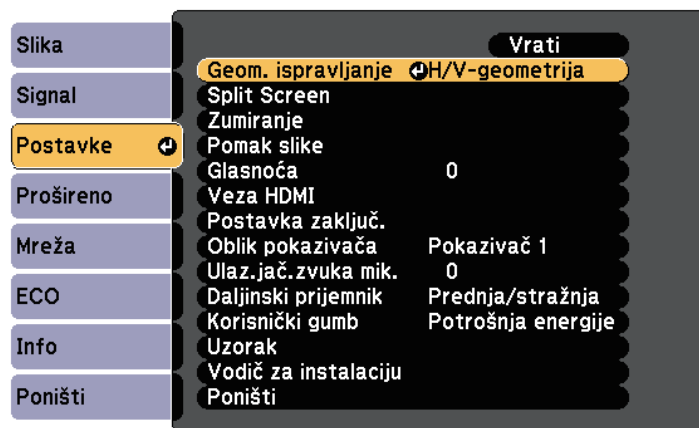 Slika
Signal
Postavke
Prošireno
Mreža
ECO
Info
Poništi
Vrati
Geom. ispravljanje H/V-geometrija
Split Screen
Zumiranje
Pomak slike
Glasnoća 0
Veza HDMI
Postavka zaključ.
Oblik pokazivača Pokazivač 1
Ulaz.jač.zvuka mik. 0
Daljinski prijemnik Prednja/stražnja
Korisnički gumb Potrošnja energije
Uzorak
Vodič za instalaciju
Poništi